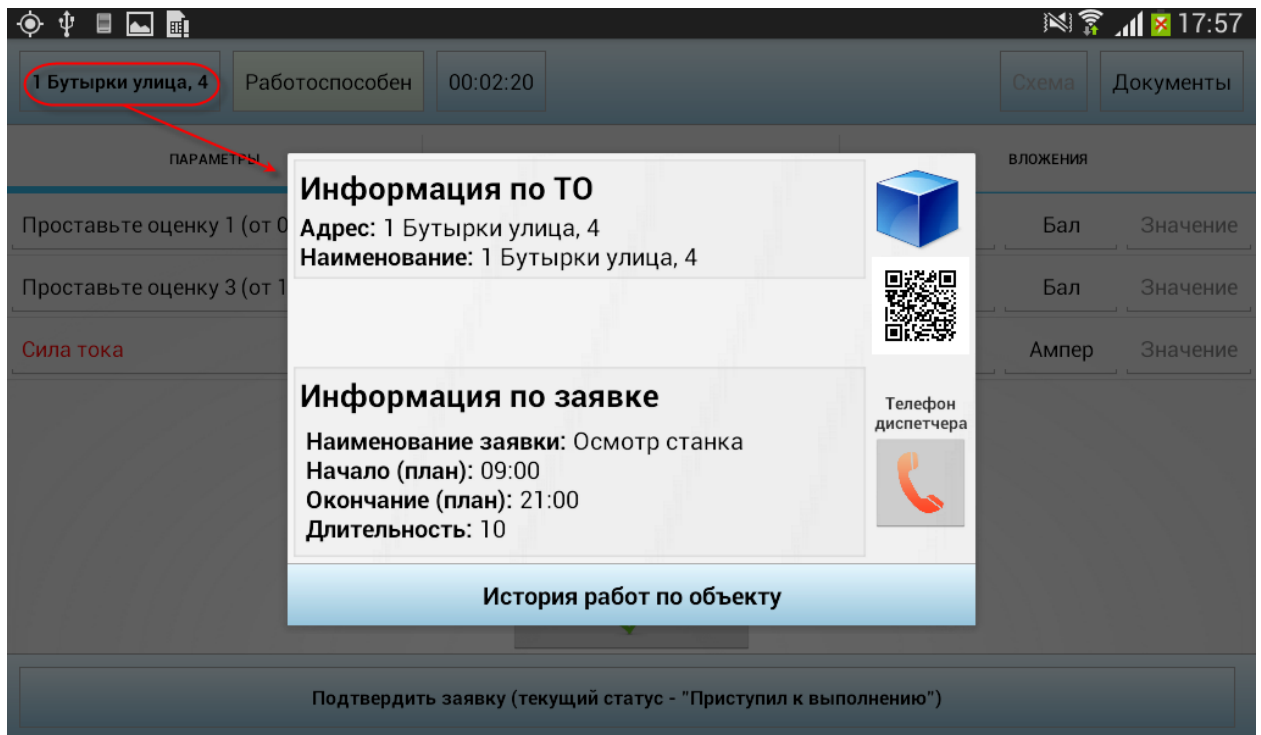 17:57
1 Бутырки улица, 4
Работоспособен
00:02:20
Схема
Документы
ПАРАМЕТРЫ
ВЛОЖЕНИЯ
Проставьте оценку 1 (от 0
Бал
Значение
Проставьте оценку 3 (от 1
Бал
Значение
Сила тока
Ампер
Значение
Информация по ТО
Адрес: 1 Бутырки улица, 4
Наименование: 1 Бутырки улица, 4
Информация по заявке
Наименование заявки: Осмотр станка
Начало (план): 09:00
Окончание (план): 21:00
Длительность: 10
Телефон
диспетчера
История работ по объекту
Подтвердить заявку (текущий статус - "Приступил к выполнению")